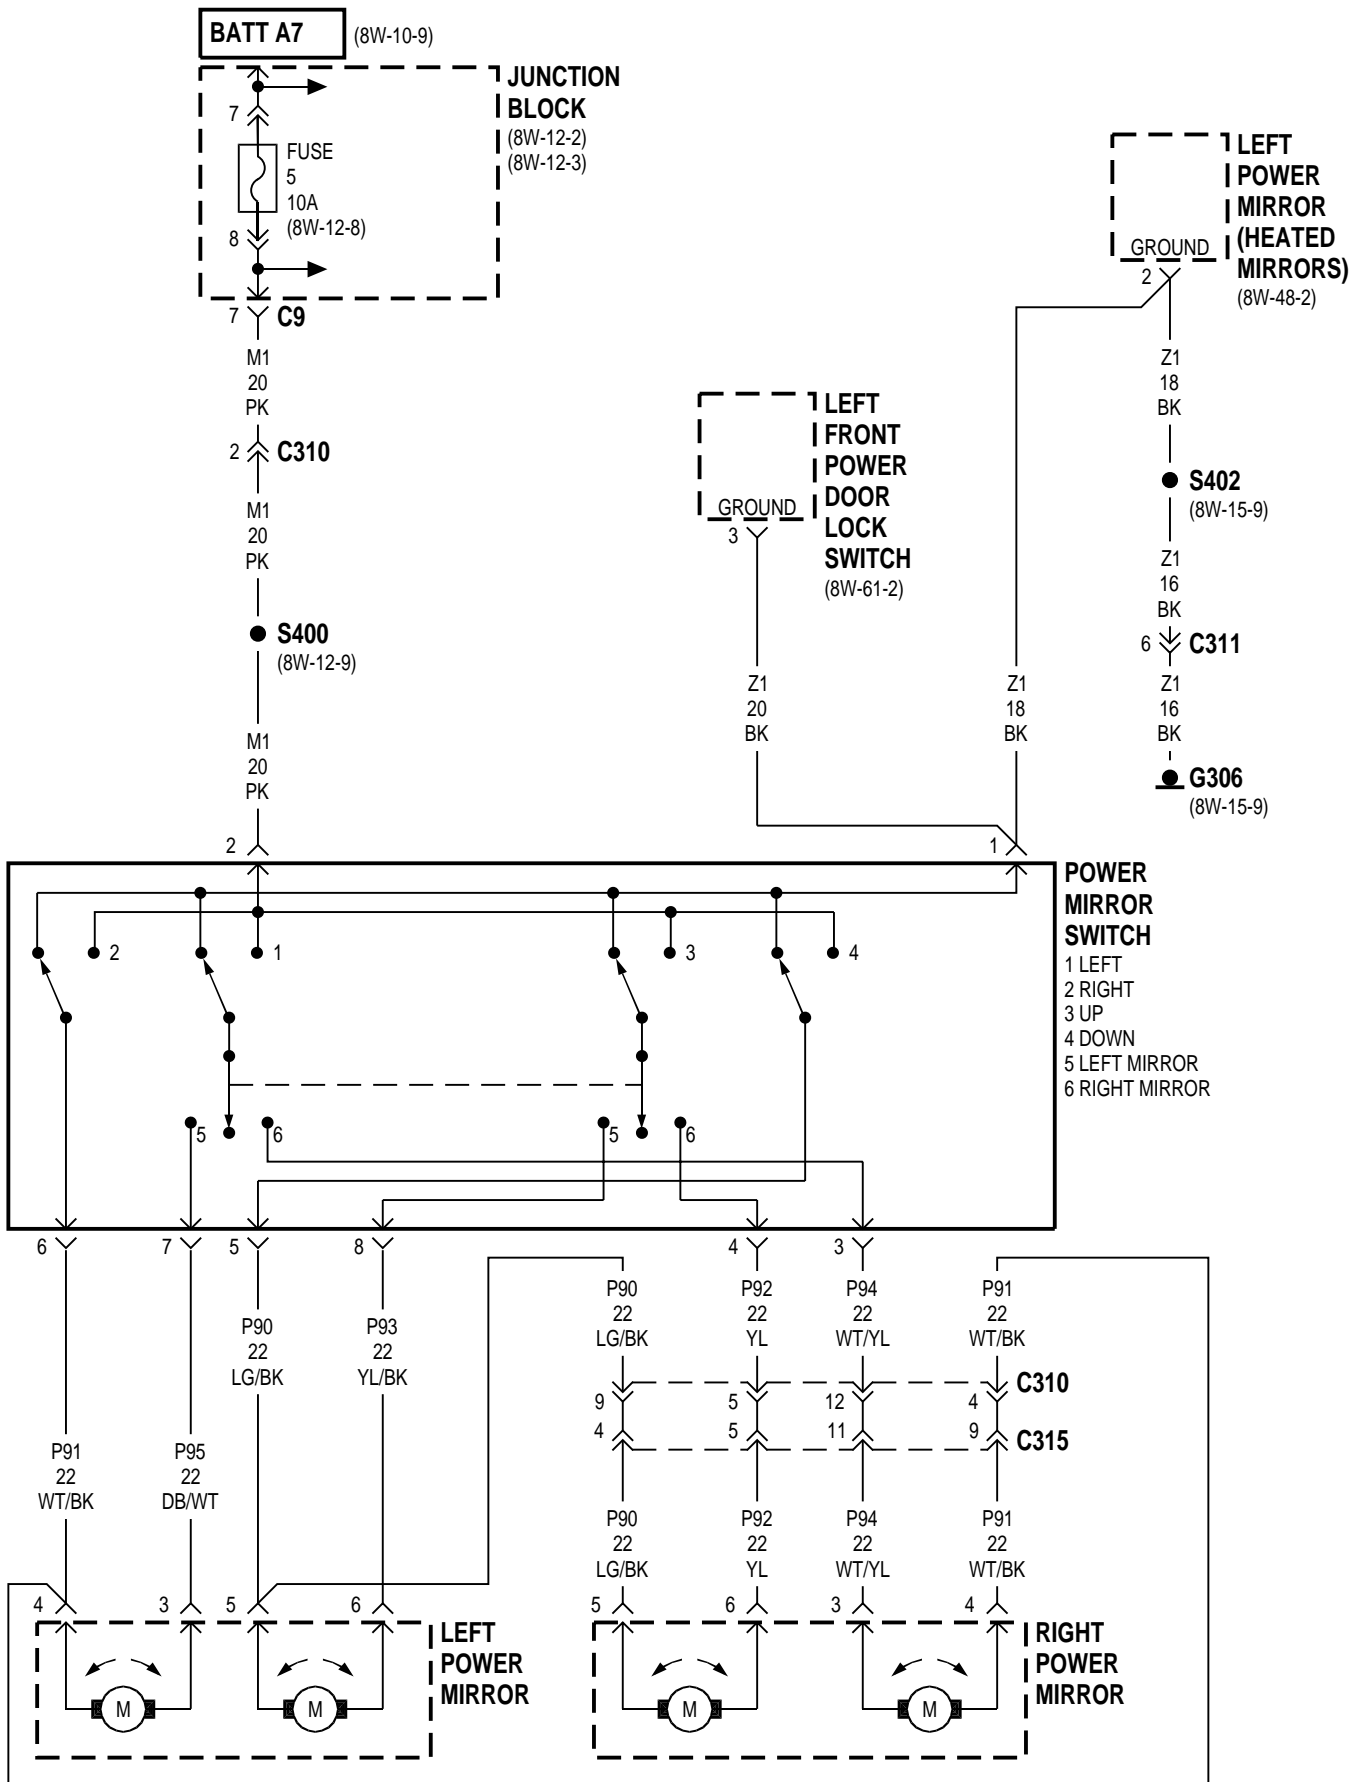 BATT A7
(8W-10-9)
JUNCTION
BLOCK
(8W-12-2)
(8W-12-3)
7
FUSE
5
10A
(8W-12-8)
8
7
C9
M1
20
PK
2
C310
M1
20
PK
S400
(8W-12-9)
M1
20
PK
2
LEFT
FRONT
POWER
DOOR
LOCK
SWITCH
(8W-61-2)
GROUND
3
Z1
20
BK
LEFT
POWER
MIRROR
(HEATED
MIRRORS)
(8W-48-2)
GROUND
2
Z1
18
BK
S402
(8W-15-9)
Z1
16
BK
6
C311
Z1
16
BK
G306
(8W-15-9)
Z1
18
BK
1
POWER
MIRROR
SWITCH
1 LEFT
2 RIGHT
3 UP
4 DOWN
5 LEFT MIRROR
6 RIGHT MIRROR
2
1
3
4
5
6
5
6
6
7
5
8
4
3
P90
22
LG/BK
P92
22
YL
P94
22
WT/YL
P91
22
WT/BK
P90
22
LG/BK
P93
22
YL/BK
9
5
12
4
C310
4
5
11
9
C315
P91
22
WT/BK
P95
22
DB/WT
P90
22
LG/BK
P92
22
YL
P94
22
WT/YL
P91
22
WT/BK
4
3
5
6
5
6
3
4
LEFT
POWER
MIRROR
M
M
RIGHT
POWER
MIRROR
M
M